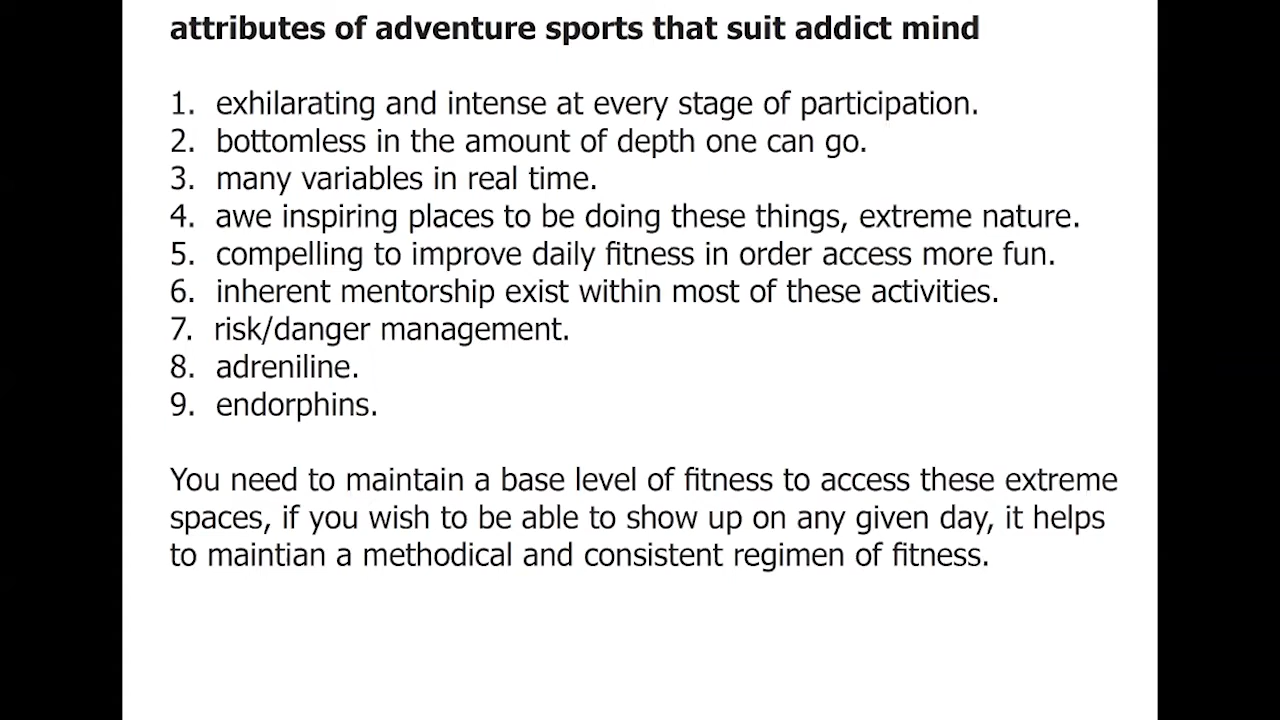 attributes of adventure sports that suit addict mind
1. exhilarating and intense at every stage of participation.
2. bottomless in the amount of depth one can go.
3. many variables in real time.
4. awe inspiring places to be doing these things, extreme nature.
5. compelling to improve daily fitness in order access more fun.
6. inherent mentorship exist within most of these activities.
7. risk/danger management.
8. adreniline.
9. endorphins.
You need to maintain a base level of fitness to access these extreme
spaces, if you wish to be able to show up on any given day, it helps
to maintian a methodical and consistent regimen of fitness.